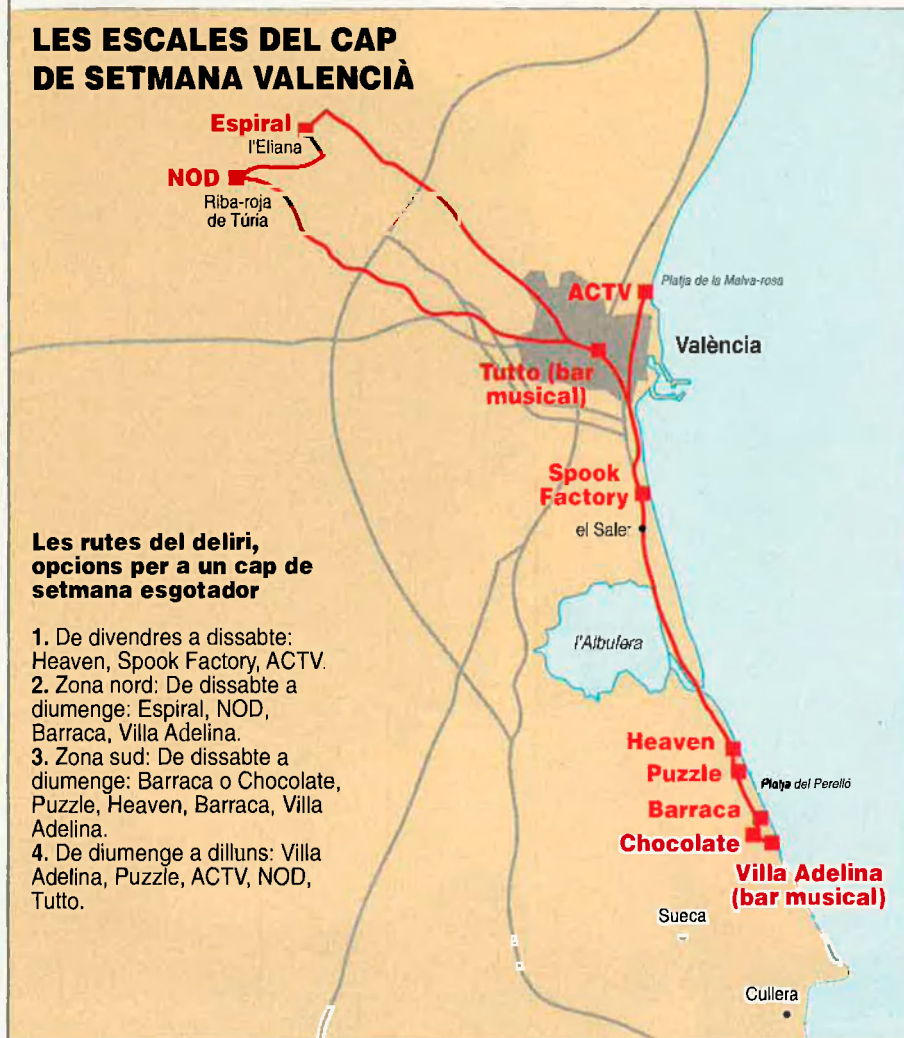 LES ESCALES DEL CAP
DE SETMANA VALENCIÀ
Espiral
l'Eliana
NOD
Riba-roja
de Túria
ACTV
Platja de la Malva-rosa
València
Tutto (bar
musical)
Spook
Factory
el Saler
Les rutes del deliri,
opcions per a un cap de
setmana esgotador
1. De divendres a dissabte:
Heaven, Spook Factory, ACTV.
2. Zona nord: De dissabte a
diumenge: Espiral, NOD,
Barraca, Villa Adelina.
3. Zona sud: De dissabte a
diumenge: Barraca o Chocolate,
Puzzle, Heaven, Barraca, Villa
Adelina.
4. De diumenge a dilluns: Villa
Adelina, Puzzle, ACTV, NOD,
Tutto.
l'Albufera
Heaven
Puzzle
Platja del Perelló
Barraca
Chocolate
Villa Adelina
(bar musical)
Sueca
Cullera